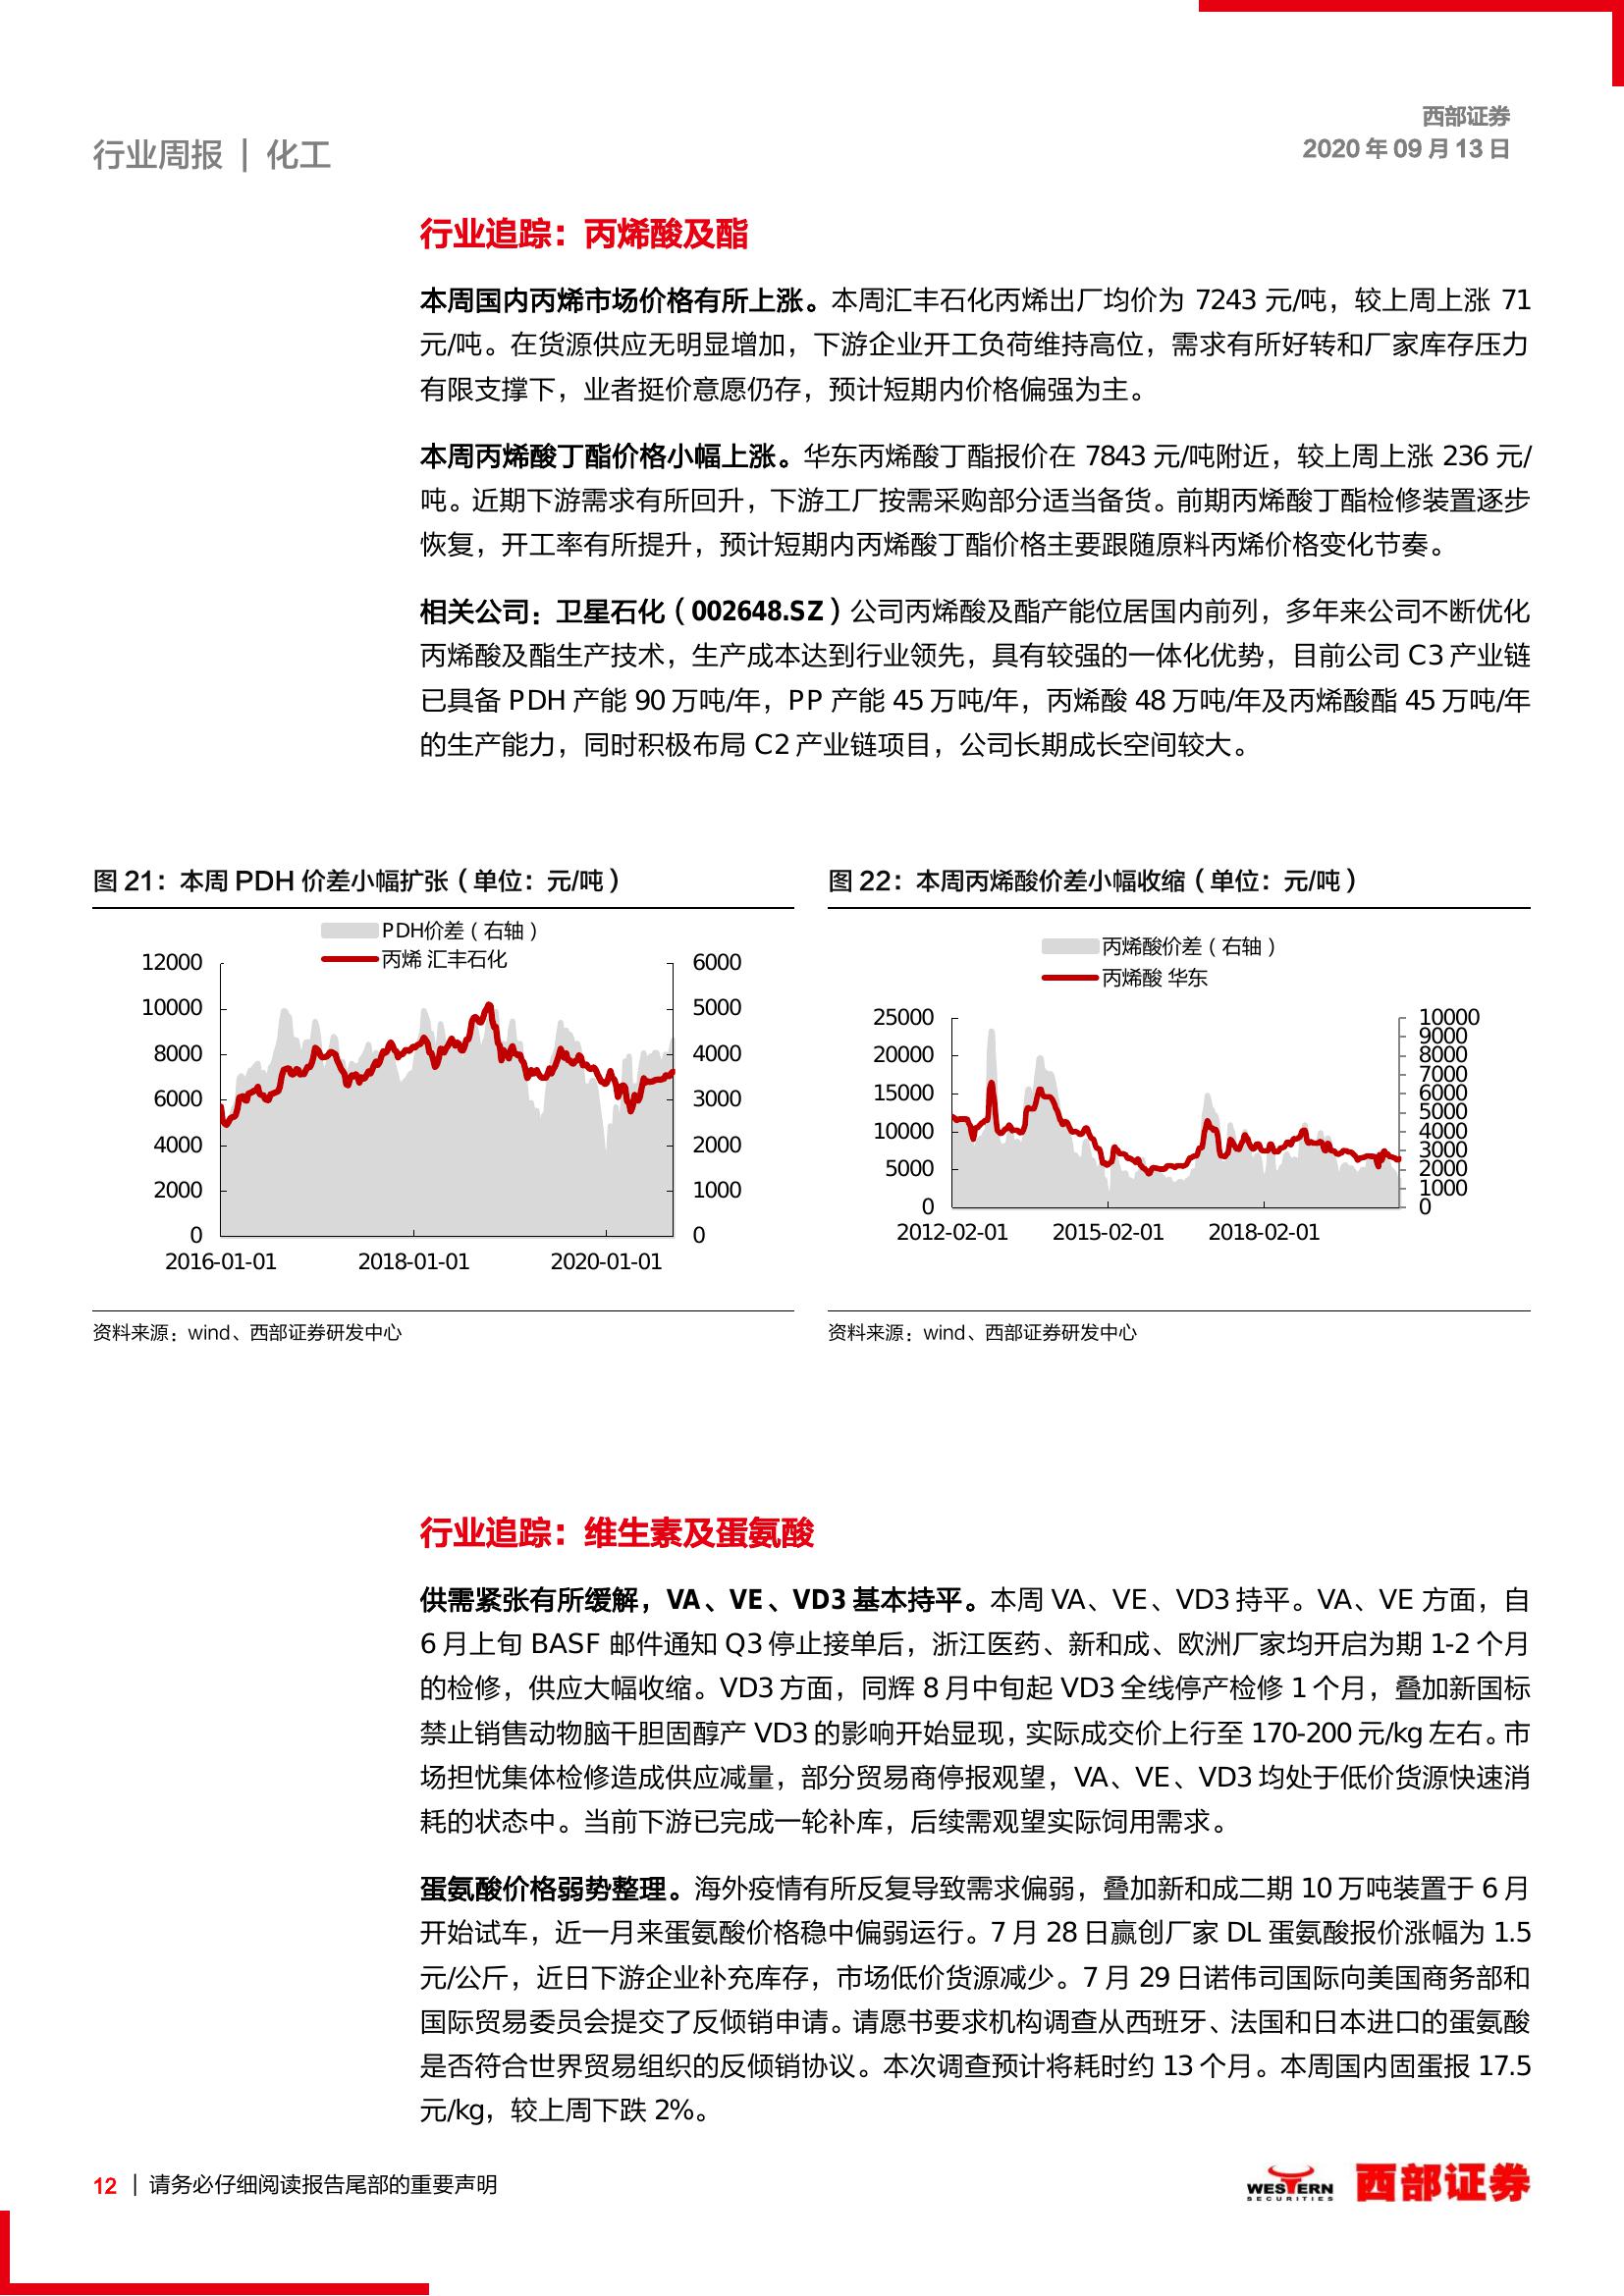 西部证券
2020 年 09 月 13 日
行业周报 | 化工
行业追踪：丙烯酸及酯
本周国内丙烯市场价格有所上涨。本周汇丰石化丙烯出厂均价为 7243 元/吨，较上周上涨 71
元/吨。在货源供应无明显增加，下游企业开工负荷维持高位，需求有所好转和厂家库存压力
有限支撑下，业者挺价意愿仍存，预计短期内价格偏强为主。
本周丙烯酸丁酯价格小幅上涨。华东丙烯酸丁酯报价在 7843 元/吨附近，较上周上涨 236 元/
吨。近期下游需求有所回升，下游工厂按需采购部分适当备货。前期丙烯酸丁酯检修装置逐步
恢复，开工率有所提升，预计短期内丙烯酸丁酯价格主要跟随原料丙烯价格变化节奏。
相关公司：卫星石化（002648.SZ）公司丙烯酸及酯产能位居国内前列，多年来公司不断优化
丙烯酸及酯生产技术，生产成本达到行业领先，具有较强的一体化优势，目前公司 C3 产业链
已具备 PDH 产能 90 万吨/年，PP 产能 45 万吨/年，丙烯酸 48 万吨/年及丙烯酸酯 45 万吨/年
的生产能力，同时积极布局 C2 产业链项目，公司长期成长空间较大。
图 21：本周 PDH 价差小幅扩张（单位：元/吨）
PDH价差（右轴）
丙烯 汇丰石化
12000
10000
8000
6000
4000
2000
0
6000
5000
4000
3000
2000
1000
0
2016-01-01 2018-01-01 2020-01-01
资料来源：wind、西部证券研发中心
图 22：本周丙烯酸价差小幅收缩（单位：元/吨）
丙烯酸价差（右轴）
丙烯酸 华东
25000
20000
15000
10000
5000
0
10000
9000
8000
7000
6000
5000
4000
3000
2000
1000
0
2012-02-01 2015-02-01 2018-02-01
资料来源：wind、西部证券研发中心
行业追踪：维生素及蛋氨酸
供需紧张有所缓解，VA、VE、VD3 基本持平。本周 VA、VE、VD3 持平。VA、VE 方面，自
6 月上旬 BASF 邮件通知 Q3 停止接单后，浙江医药、新和成、欧洲厂家均开启为期 1-2 个月
的检修，供应大幅收缩。VD3 方面，同辉 8 月中旬起 VD3 全线停产检修 1 个月，叠加新国标
禁止销售动物脑干胆固醇产 VD3 的影响开始显现，实际成交价上行至 170-200 元/kg 左右。市
场担忧集体检修造成供应减量，部分贸易商停报观望，VA、VE、VD3 均处于低价货源快速消
耗的状态中。当前下游已完成一轮补库，后续需观望实际饲用需求。
蛋氨酸价格弱势整理。海外疫情有所反复导致需求偏弱，叠加新和成二期 10 万吨装置于 6 月
开始试车，近一月来蛋氨酸价格稳中偏弱运行。7 月 28 日赢创厂家 DL 蛋氨酸报价涨幅为 1.5
元/公斤，近日下游企业补充库存，市场低价货源减少。7 月 29 日诺伟司国际向美国商务部和
国际贸易委员会提交了反倾销申请。请愿书要求机构调查从西班牙、法国和日本进口的蛋氨酸
是否符合世界贸易组织的反倾销协议。本次调查预计将耗时约 13 个月。本周国内固蛋报 17.5
元/kg，较上周下跌 2%。
12 | 请务必仔细阅读报告尾部的重要声明
WESTERN
SECURITIES
西部证券